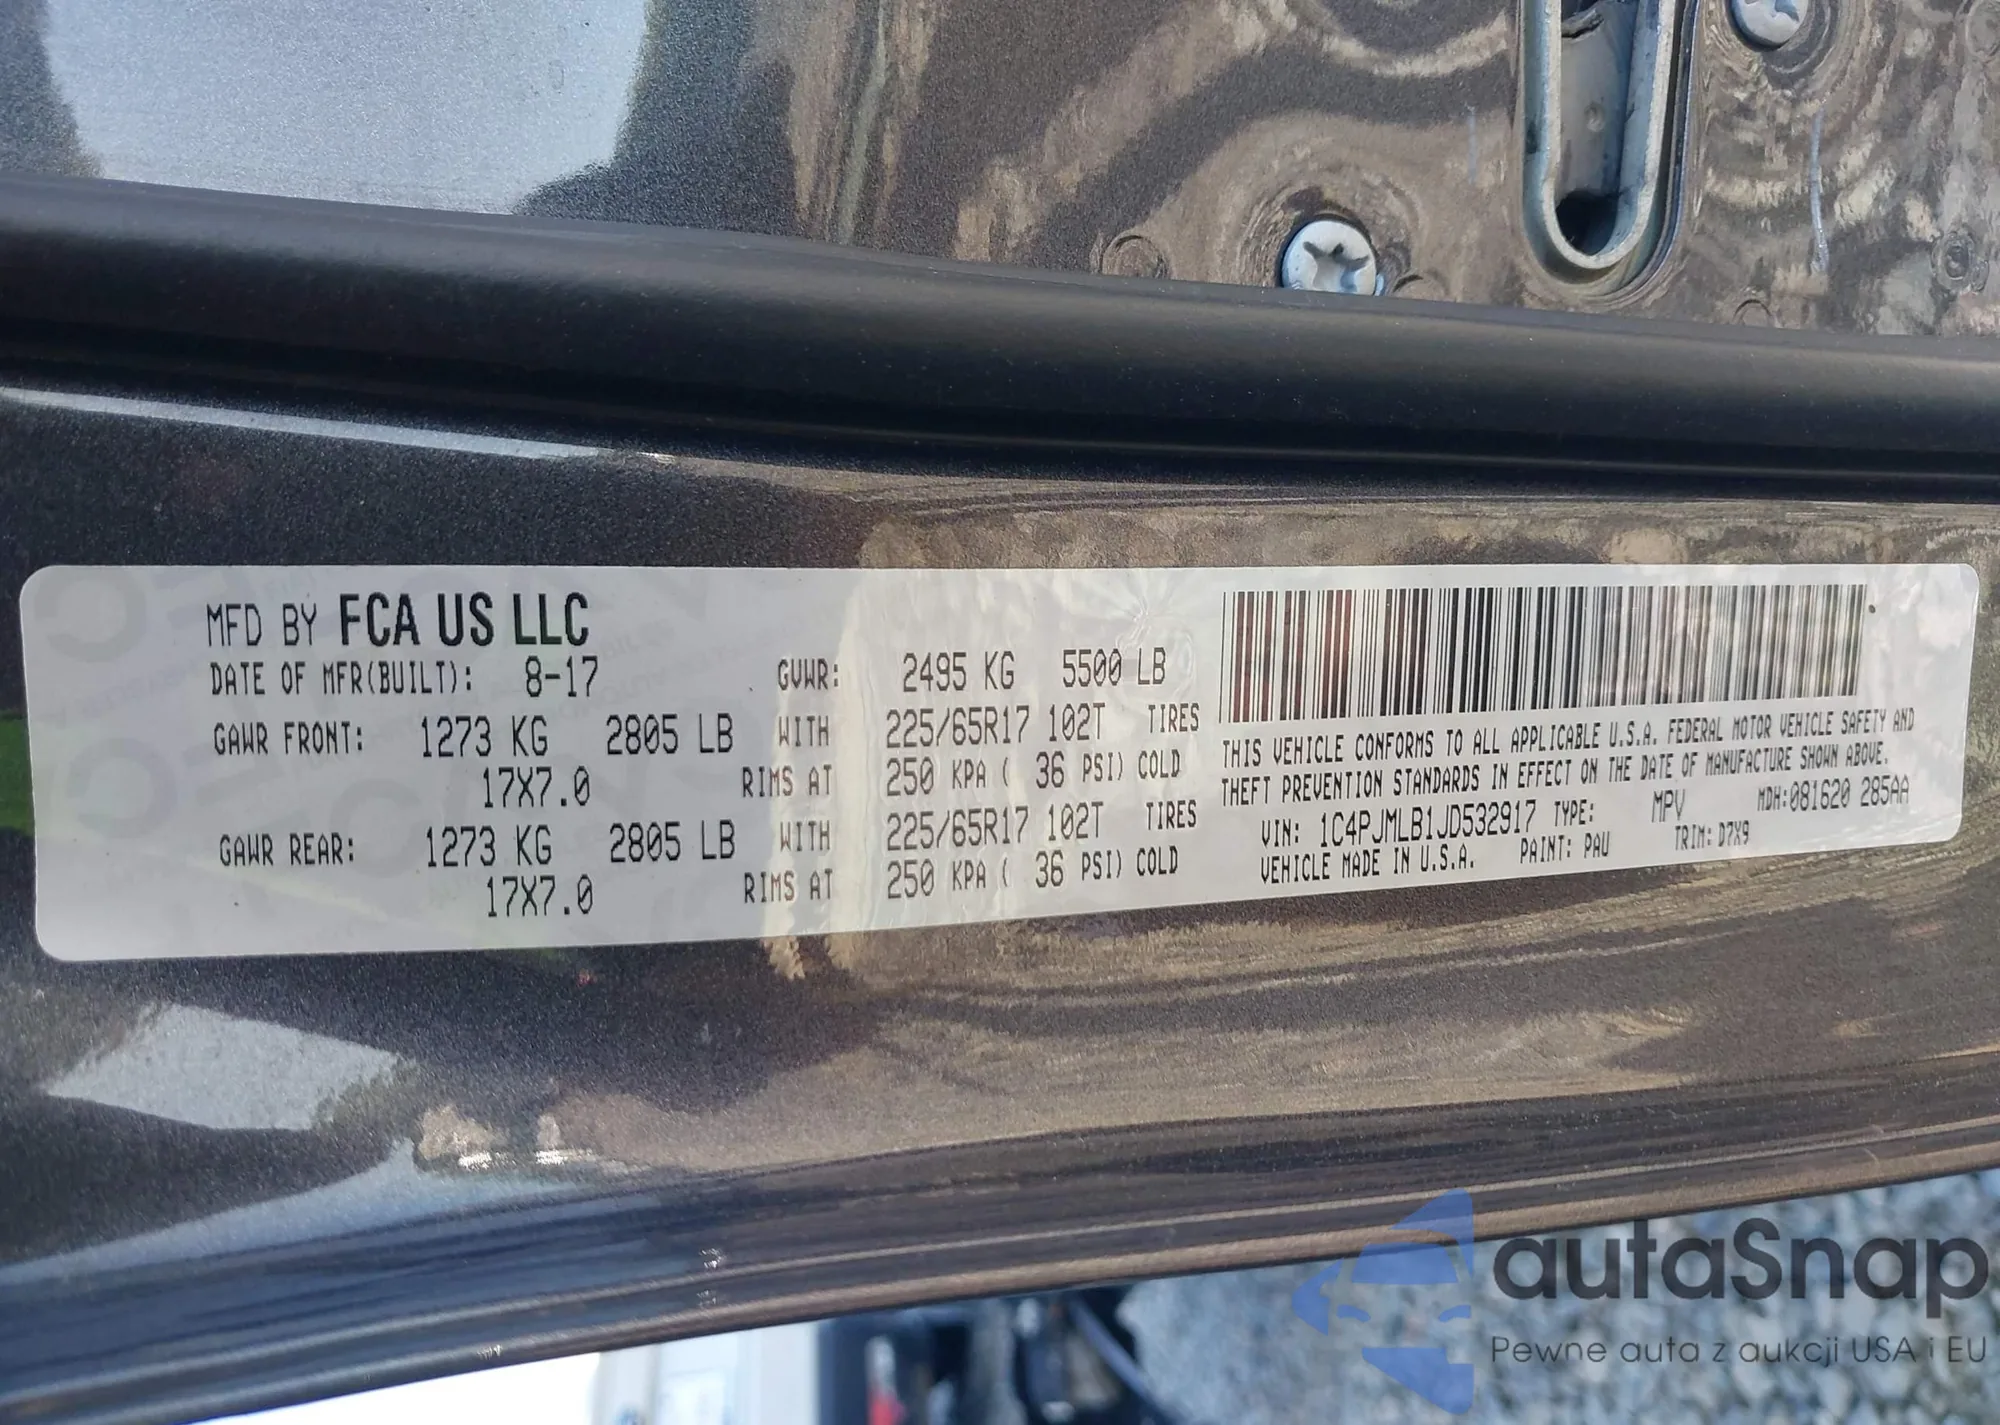 MFD BY FCA US LLC
DATE OF MFR(BUILT): 8-17 GVWR: 2495 KG 5500 LB
GAWR FRONT: 1273 KG 2805 LB WITH 225/65R17 102T TIRES
17X7.0 RIMS AT 250 KPA ( 36 PSI) COLD
GAWR REAR: 1273 KG 2805 LB WITH 225/65R17 102T TIRES
17X7.0 RIMS AT 250 KPA ( 36 PSI) COLD
THIS VEHICLE CONFORMS TO ALL APPLICABLE U.S.A. FEDERAL MOTOR VEHICLE SAFETY AND
THEFT PREVENTION STANDARDS IN EFFECT ON THE DATE OF MANUFACTURE SHOWN ABOVE.
VIN: 1C4PJMLB1JD532917 TYPE: MPV MDH:081620 285AA
VEHICLE MADE IN U.S.A. PAINT: PAU TRIM: D7X9
autaSnap
Pewne auta z aukcji USA i EU